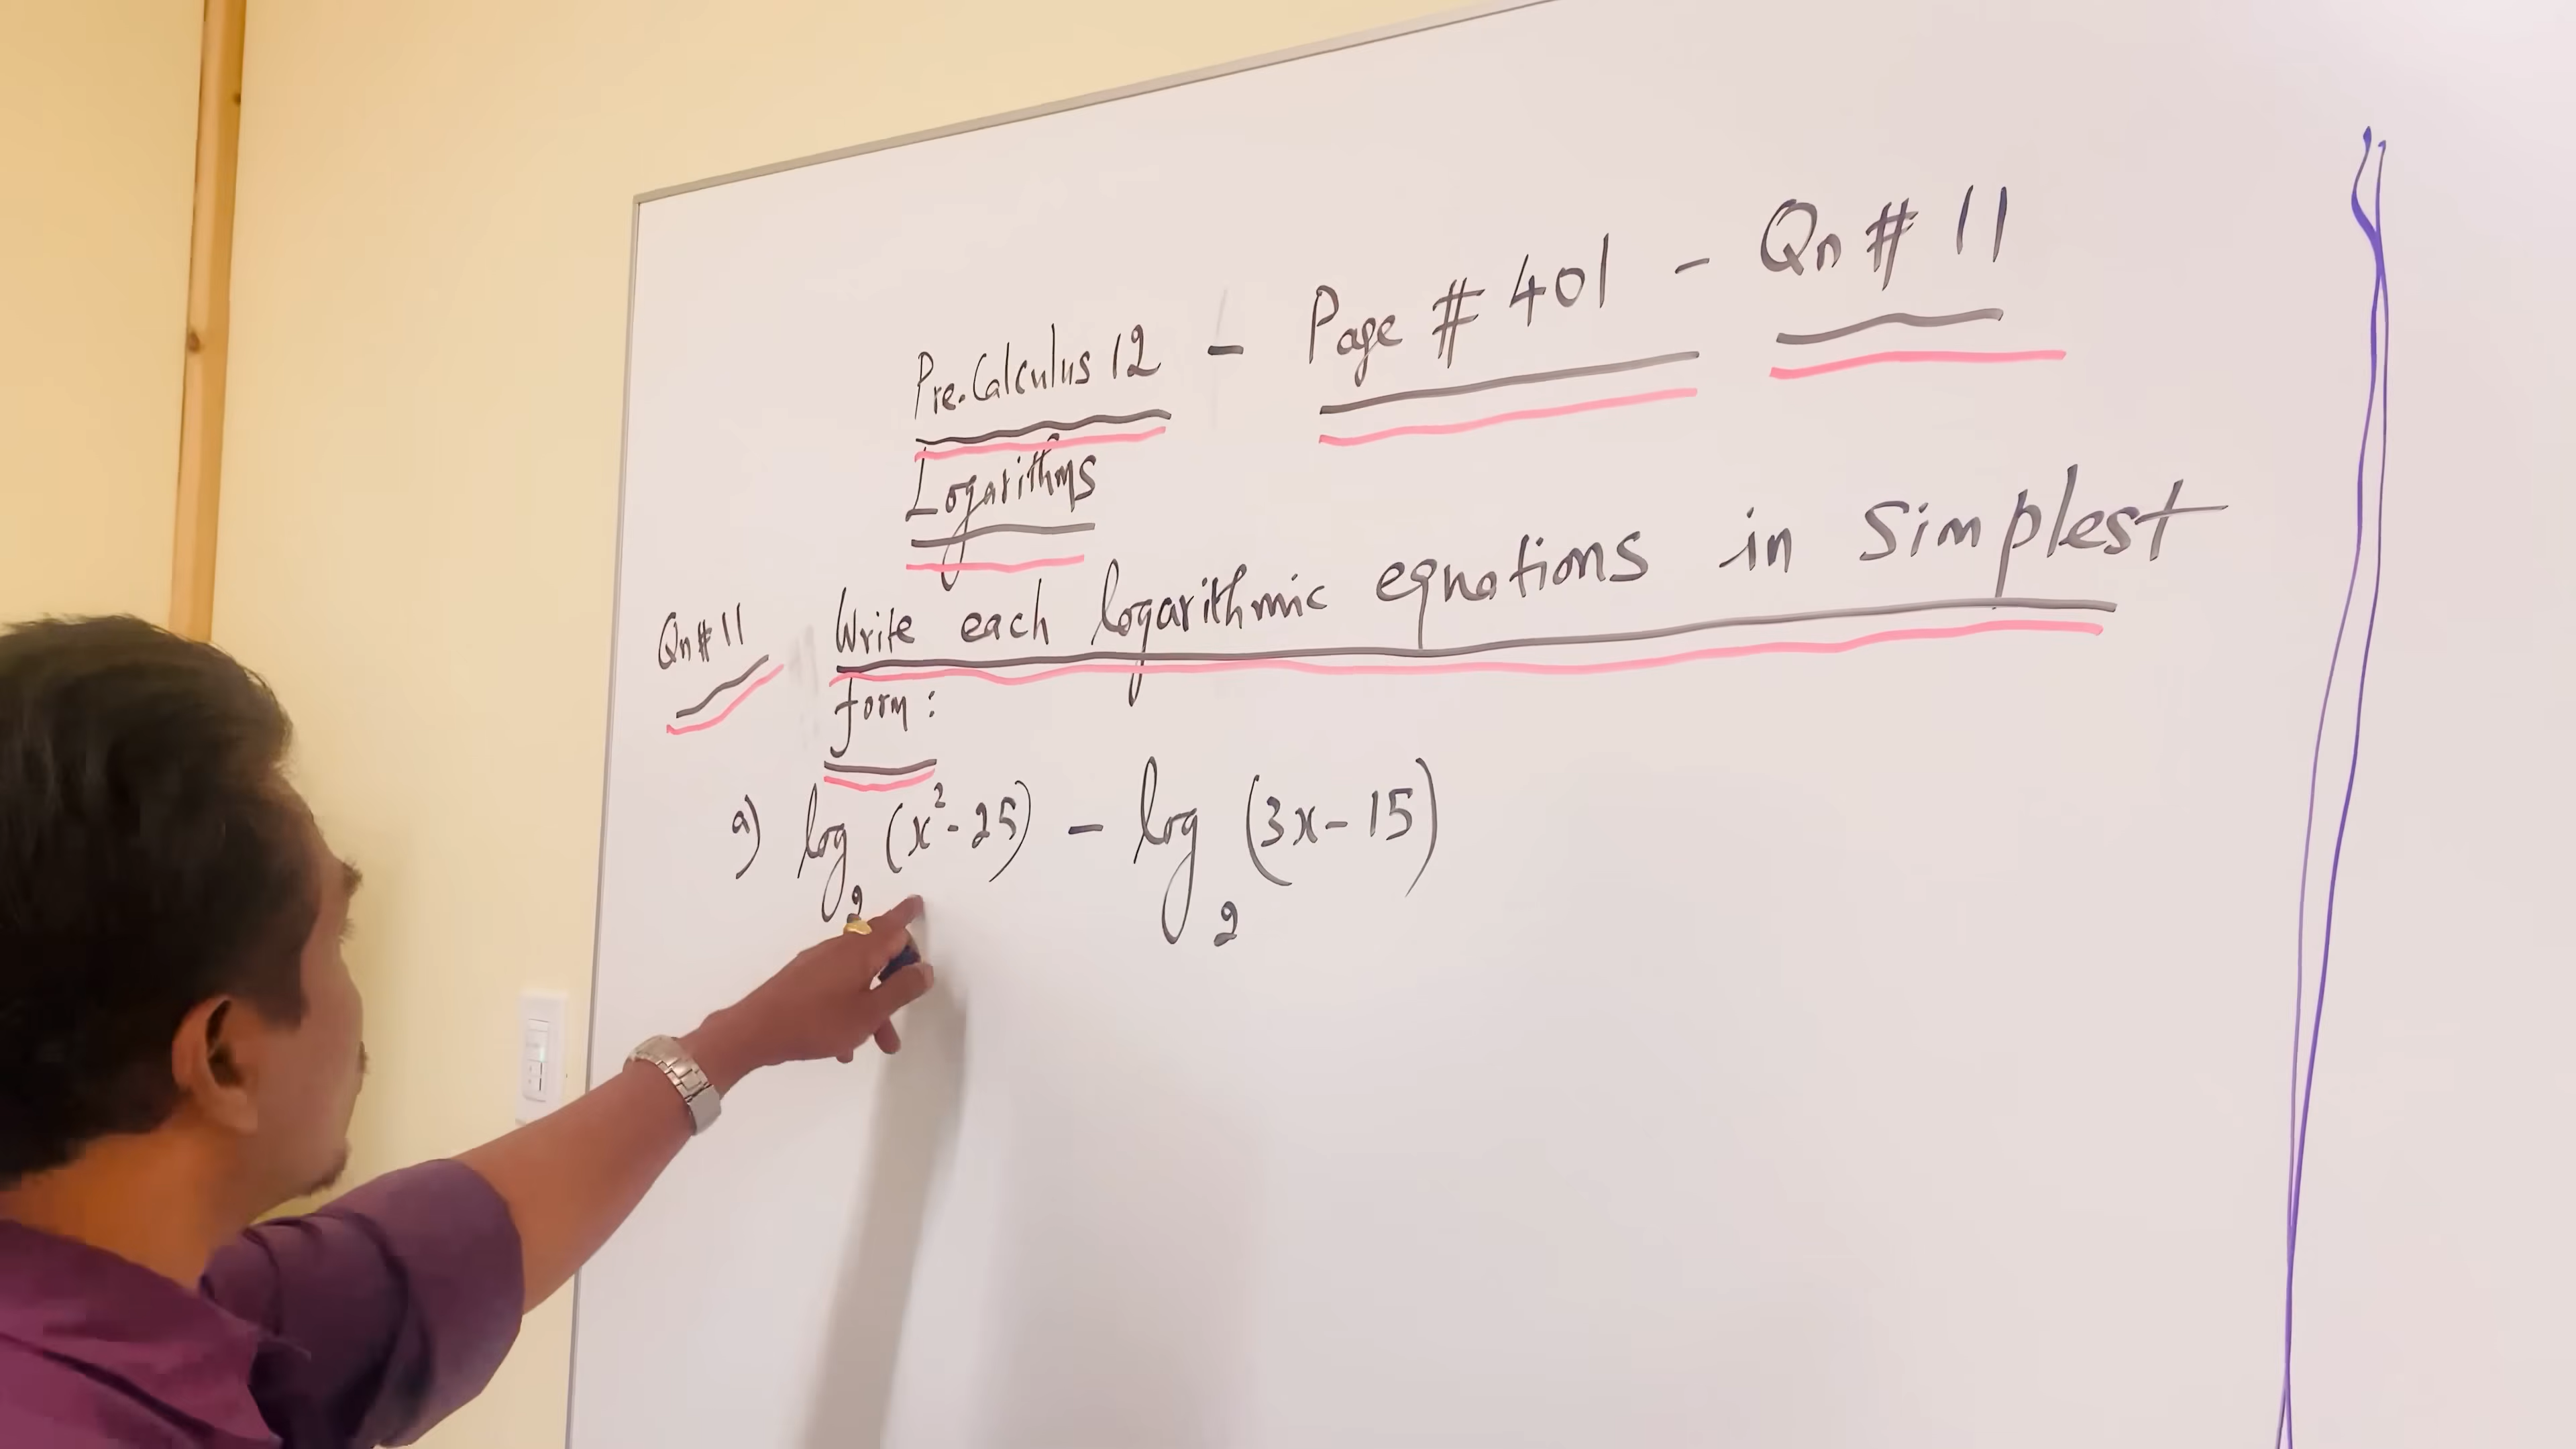 Pre.Calculus 12 - Page # 401 - Qn # 11
Logarithms
Qn # 11 Write each logarithmic equations in Simplest
form:
a) log₂ (x² - 25) - log₂ (3x - 15)